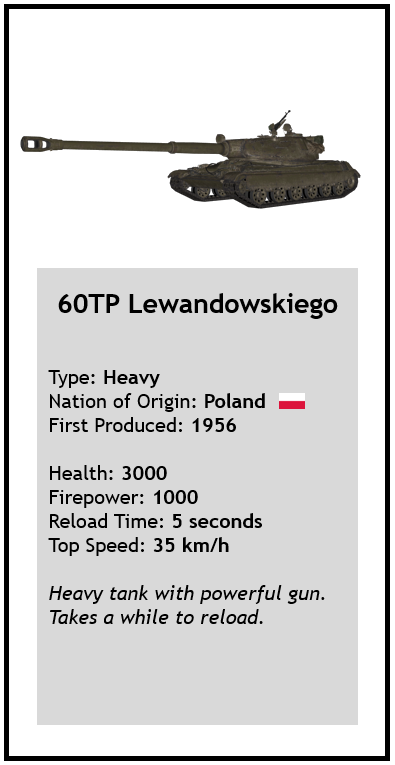 60TP Lewandowskiego
Type: Heavy
Nation of Origin: Poland
First Produced: 1956
Health: 3000
Firepower: 1000
Reload Time: 5 seconds
Top Speed: 35 km/h
Heavy tank with powerful gun.
Takes a while to reload.